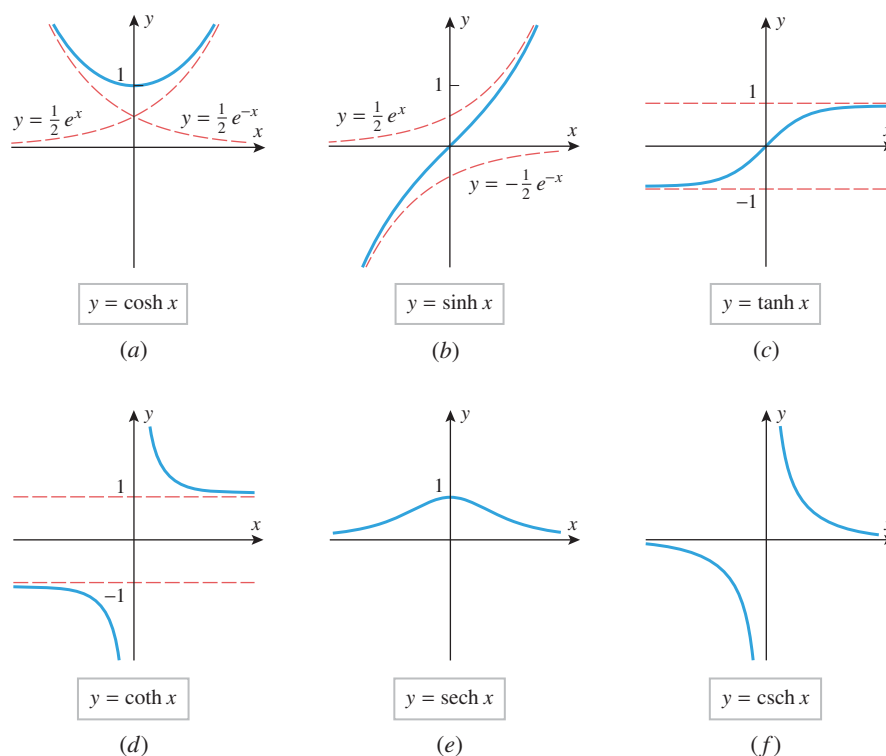 y
1
y = 1/2 e^x
y = 1/2 e^{-x}
x
y = cosh x
(a)
y
1
y = 1/2 e^x
x
y = -1/2 e^{-x}
y = sinh x
(b)
y
1
x
−1
y = tanh x
(c)
y
1
x
−1
y = coth x
(d)
y
1
x
y = sech x
(e)
y
x
y = csch x
(f)